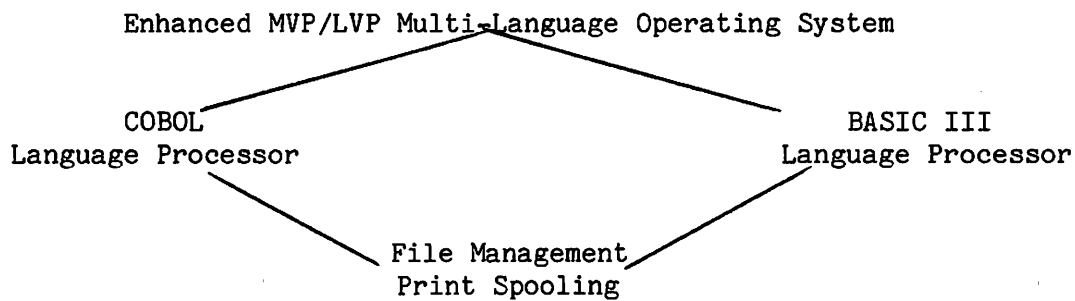 Enhanced MVP/LVP Multi-Language Operating System
COBOL
Language Processor
BASIC III
Language Processor
File Management
Print Spooling